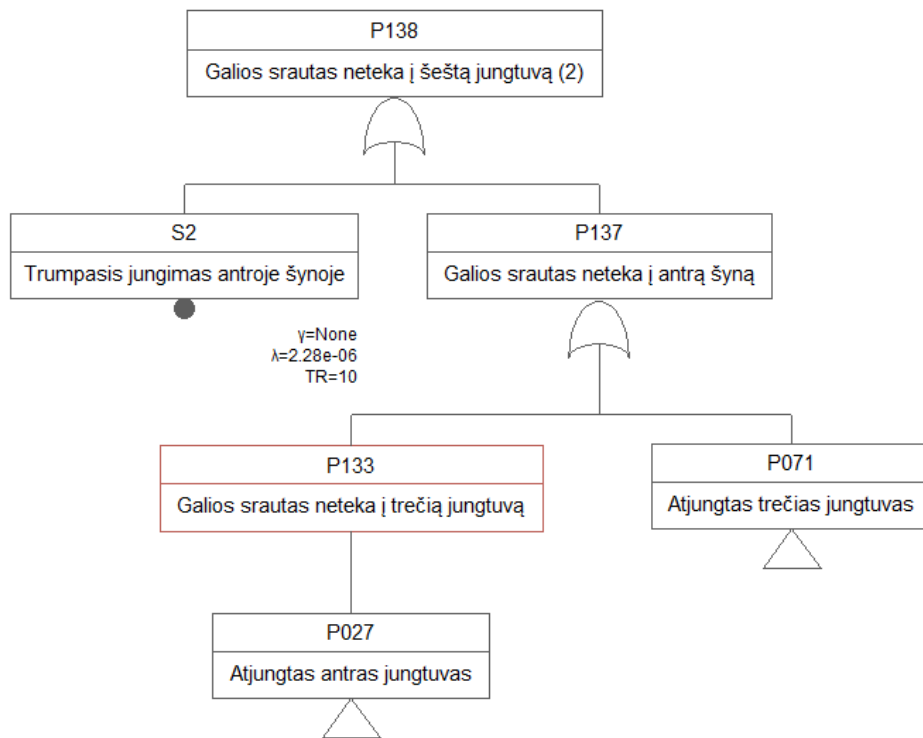 P138
Galios srautas neteka į šeštą jungtuvą (2)
S2
Trumpasis jungimas antroje šynoje
P137
Galios srautas neteka į antrą šyną
γ=None
λ=2.28e-06
TR=10
P133
Galios srautas neteka į trečią jungtuvą
P071
Atjungtas trečias jungtuvas
P027
Atjungtas antras jungtuvas